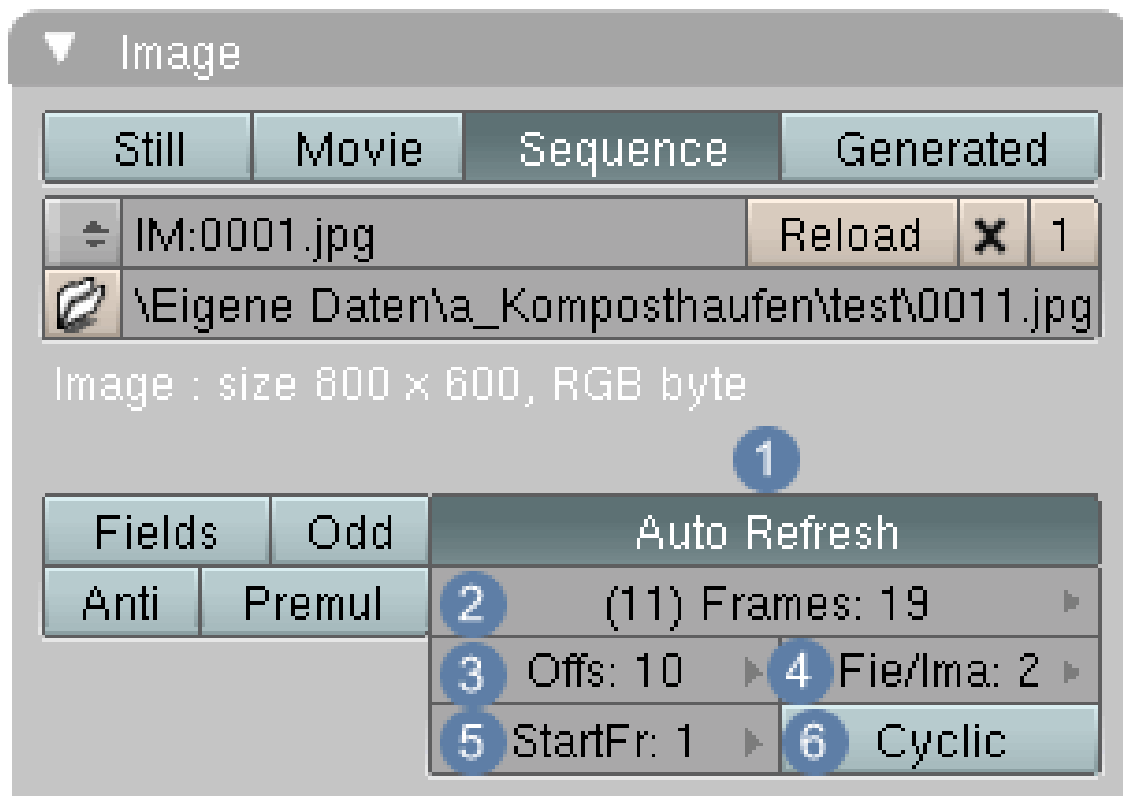 Image
Still Movie Sequence Generated
IM:0001.jpg Reload x 1
\Eigene Daten\a_Komposthaufen\test\0011.jpg
Image : size 800 x 600, RGB byte
1
Fields Odd Auto Refresh
Anti Premul 2 (11) Frames: 19
3 Offs: 10 4 Fie/Ima: 2
5 StartFr: 1 6 Cyclic